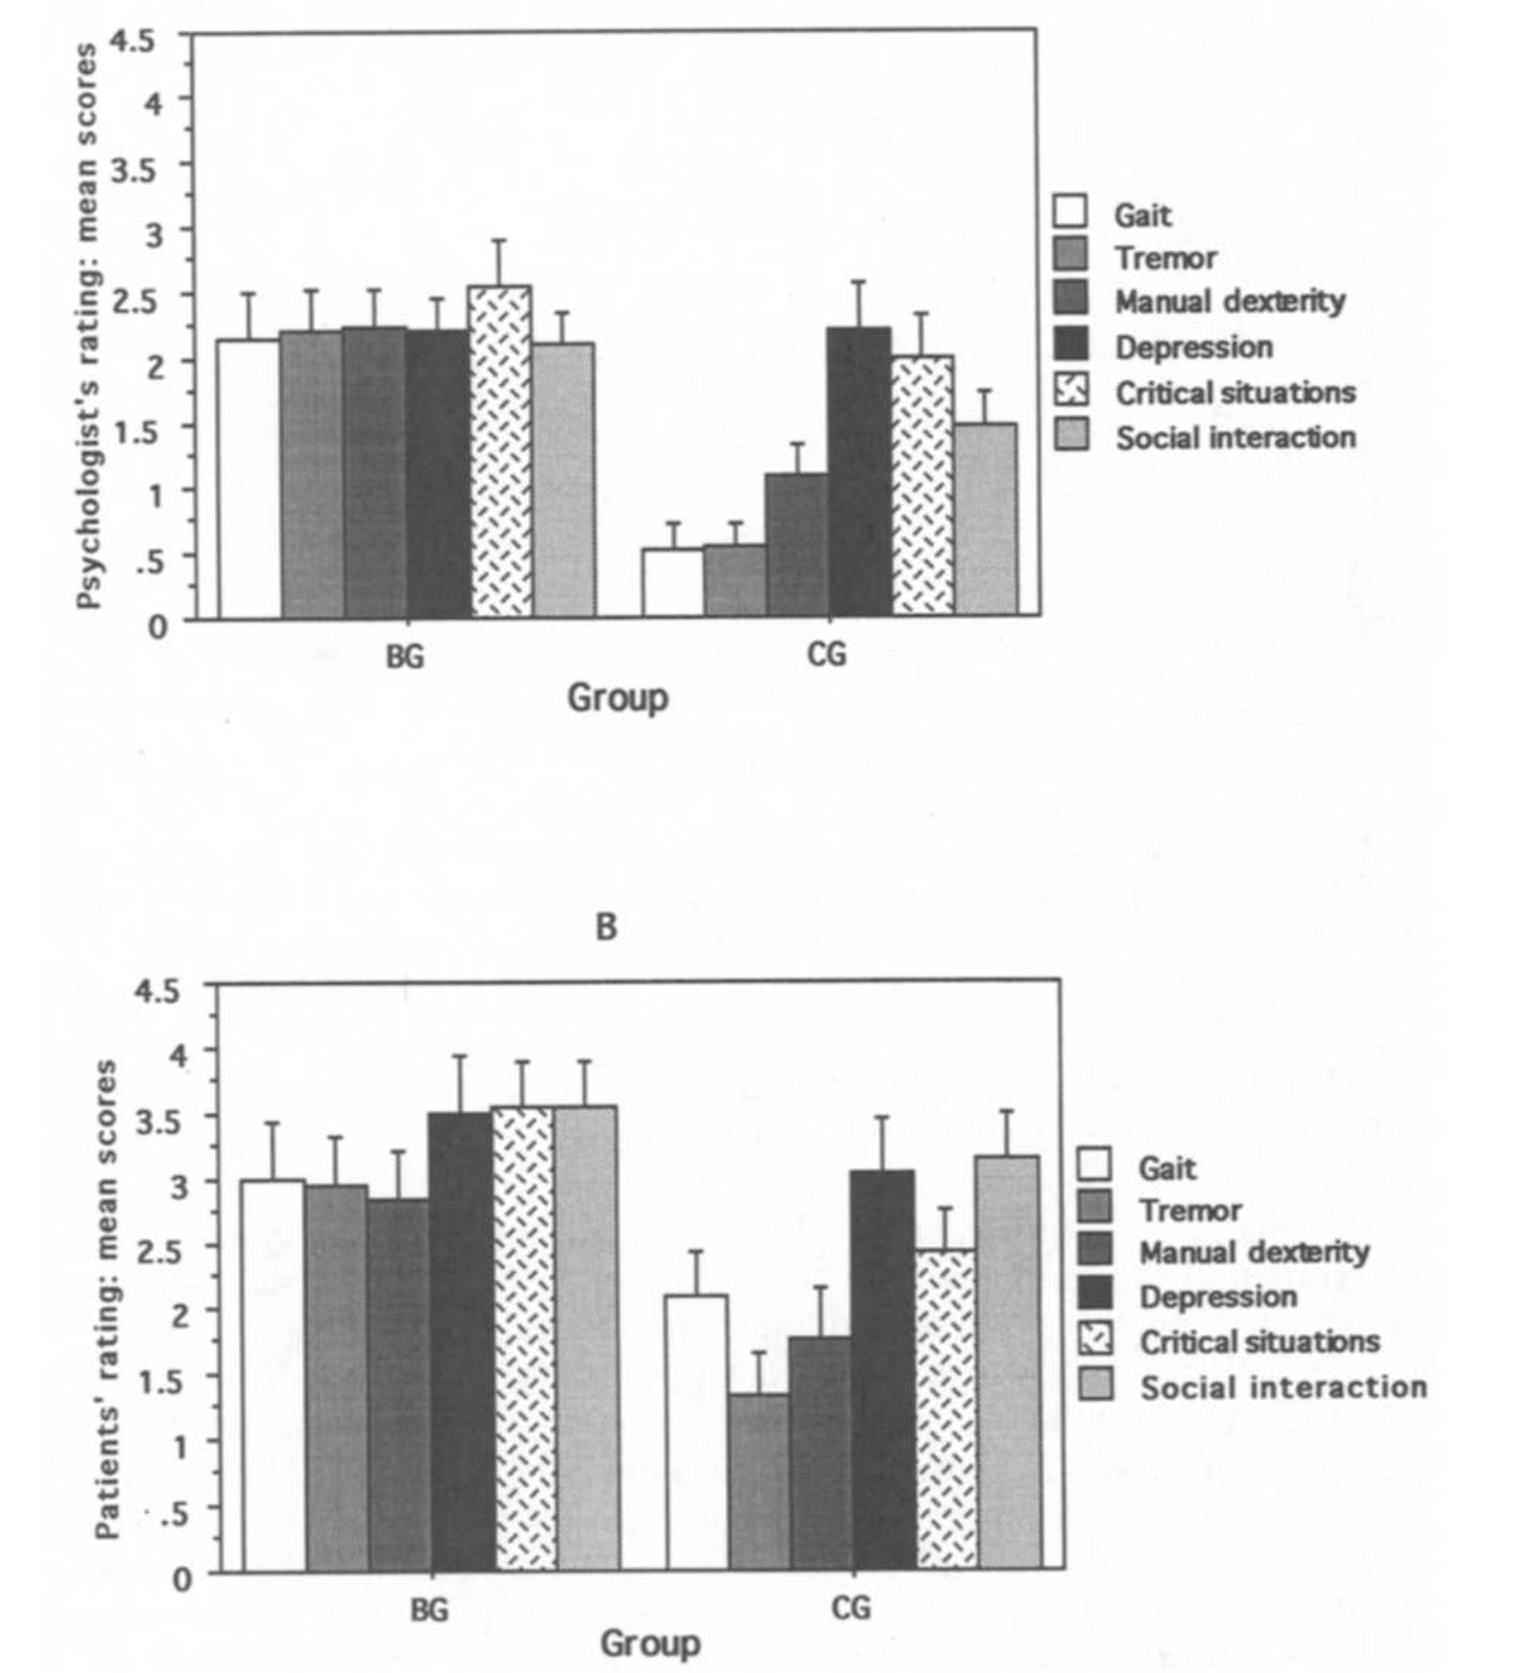 Psychologist's rating: mean scores
4.5
4
3.5
3
2.5
2
1.5
1
.5
0
BG
CG
Group
Gait
Tremor
Manual dexterity
Depression
Critical situations
Social interaction
B
Patients' rating: mean scores
4.5
4
3.5
3
2.5
2
1.5
1
.5
0
BG
CG
Group
Gait
Tremor
Manual dexterity
Depression
Critical situations
Social interaction